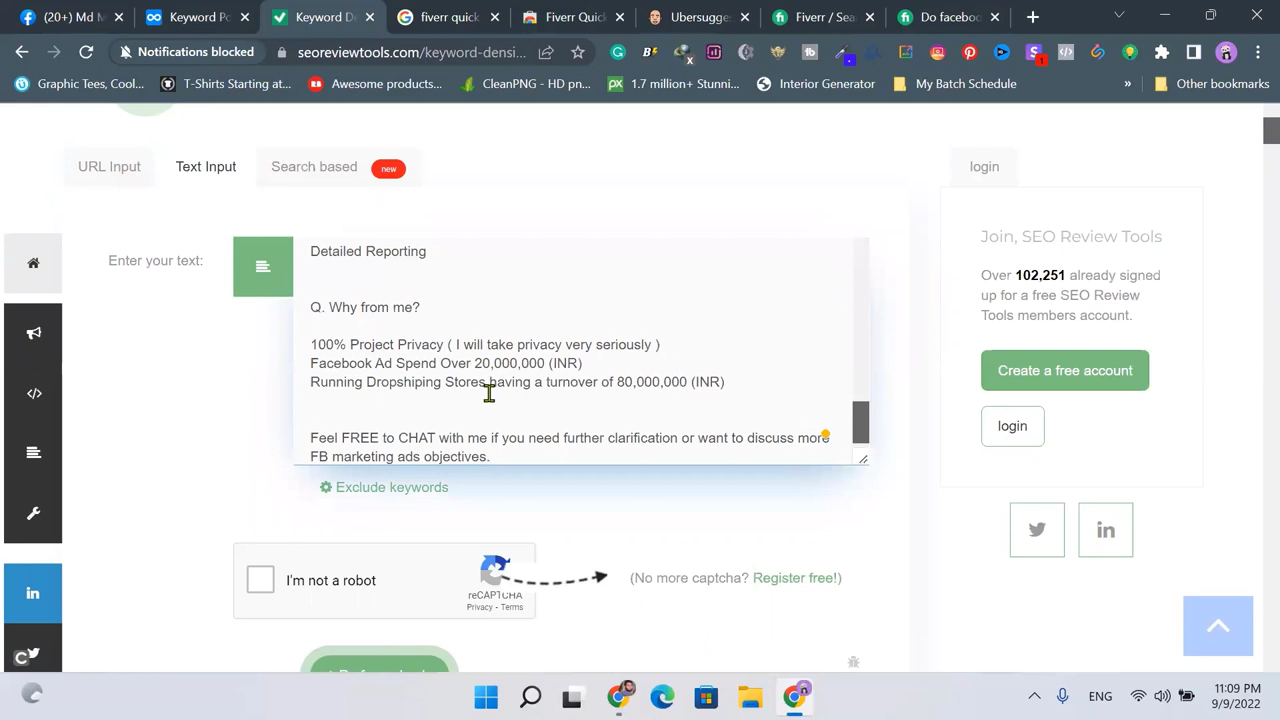 (20+) Md
Keyword Po
Keyword De
fiverr quick
Fiverr Quick
Ubersugges
Fiverr / Sea
Do faceboo
Notifications blocked
seoreviewtools.com/keyword-densi...
Graphic Tees, Cool...
T-Shirts Starting at...
Awesome products...
CleanPNG - HD pn...
1.7 million+ Stunni...
Interior Generator
My Batch Schedule
»
Other bookmarks
URL Input
Text Input
Search based
new
login
Enter your text:
Detailed Reporting
Q. Why from me?
100% Project Privacy ( I will take privacy very seriously )
Facebook Ad Spend Over 20,000,000 (INR)
Running Dropshiping Stores having a turnover of 80,000,000 (INR)
Feel FREE to CHAT with me if you need further clarification or want to discuss more
FB marketing ads objectives.
Exclude keywords
I'm not a robot
reCAPTCHA
Privacy - Terms
(No more captcha? Register free!)
Join, SEO Review Tools
Over 102,251 already signed
up for a free SEO Review
Tools members account.
Create a free account
login
ENG
11:09 PM
9/9/2022